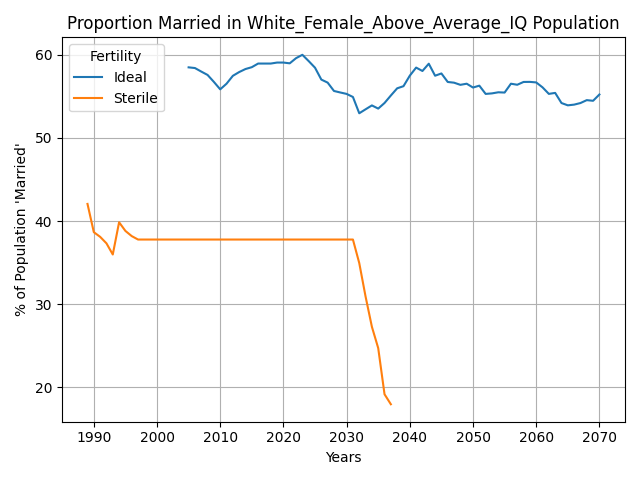 Proportion Married in White_Female_Above_Average_IQ Population
Fertility
Ideal
Sterile
% of Population 'Married'
60
50
40
30
20
1990 2000 2010 2020 2030 2040 2050 2060 2070
Years